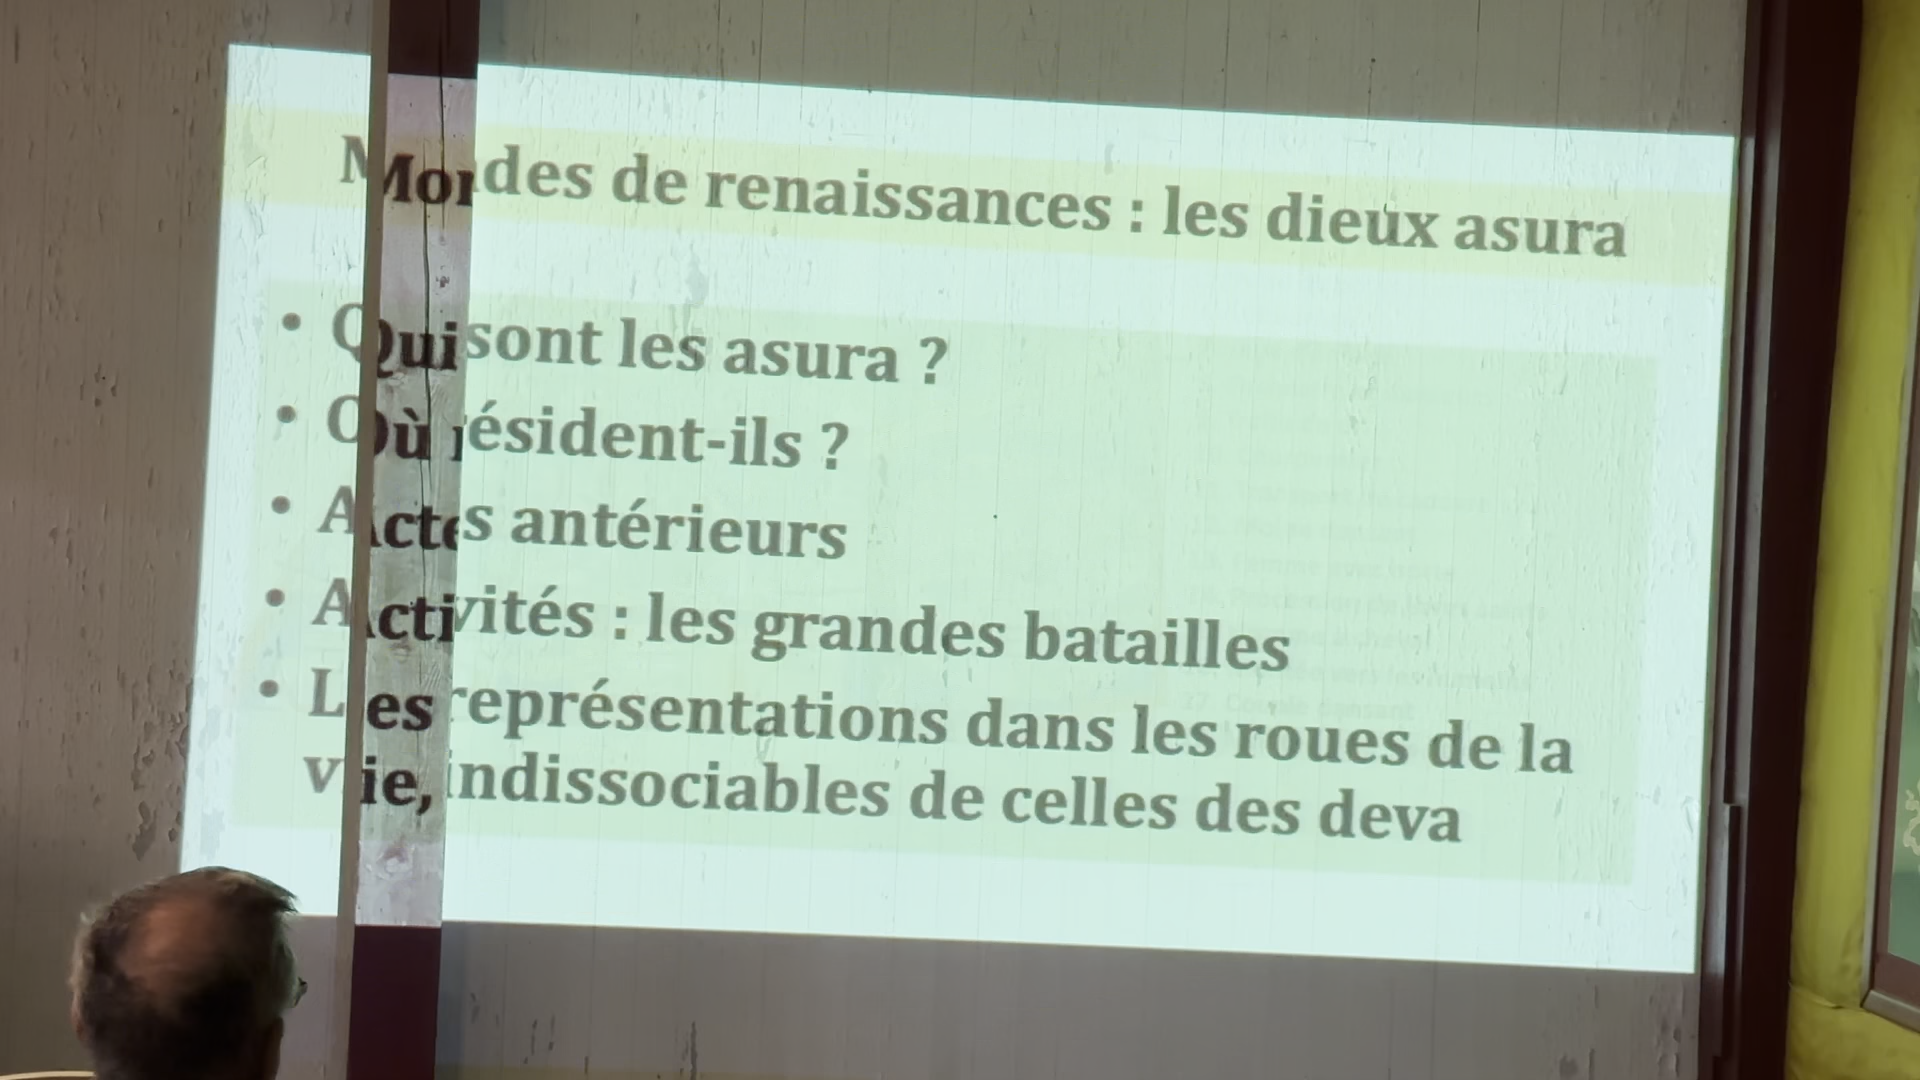 Mondes de renaissances : les dieux asura
• Qui sont les asura ?
• Où résident-ils ?
• Actes antérieurs
• Activités : les grandes batailles
• Les représentations dans les roues de la
vie, indissociables de celles des deva